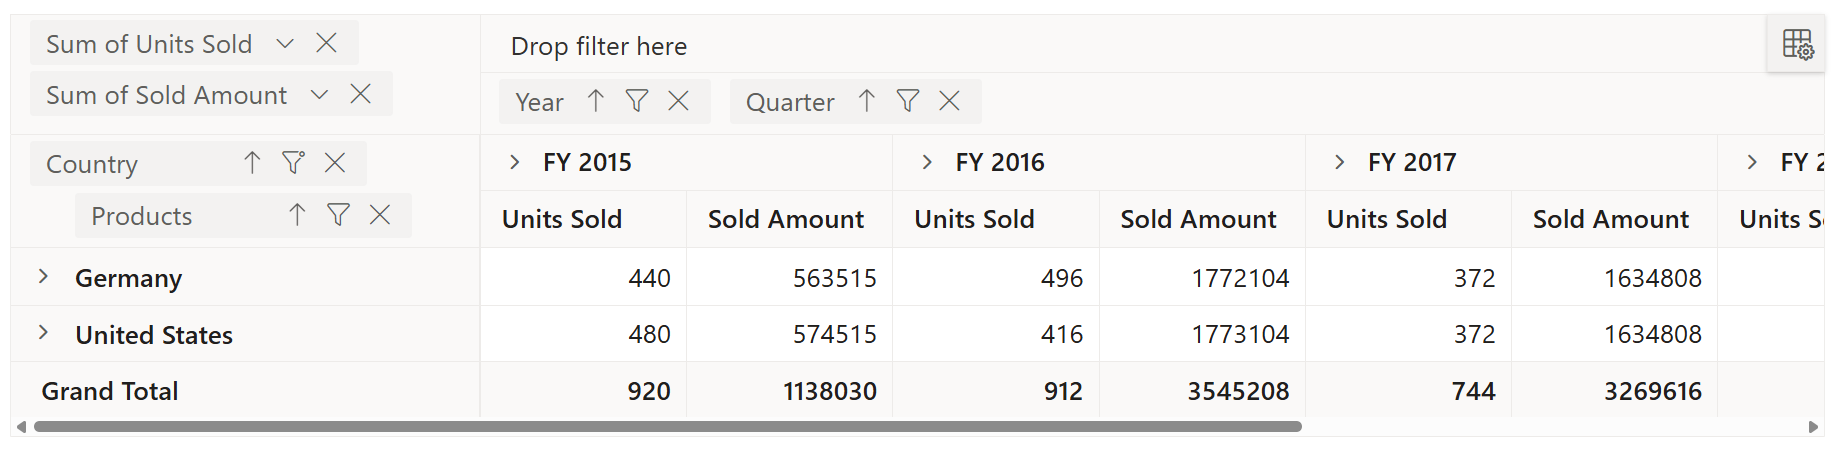 Sum of Units Sold
Sum of Sold Amount
Drop filter here
Year
Quarter
Country
Products
FY 2015 FY 2016 FY 2017 FY 2
Units Sold Sold Amount Units Sold Sold Amount Units Sold Sold Amount Units S
Germany 440 563515 496 1772104 372 1634808
United States 480 574515 416 1773104 372 1634808
Grand Total 920 1138030 912 3545208 744 3269616